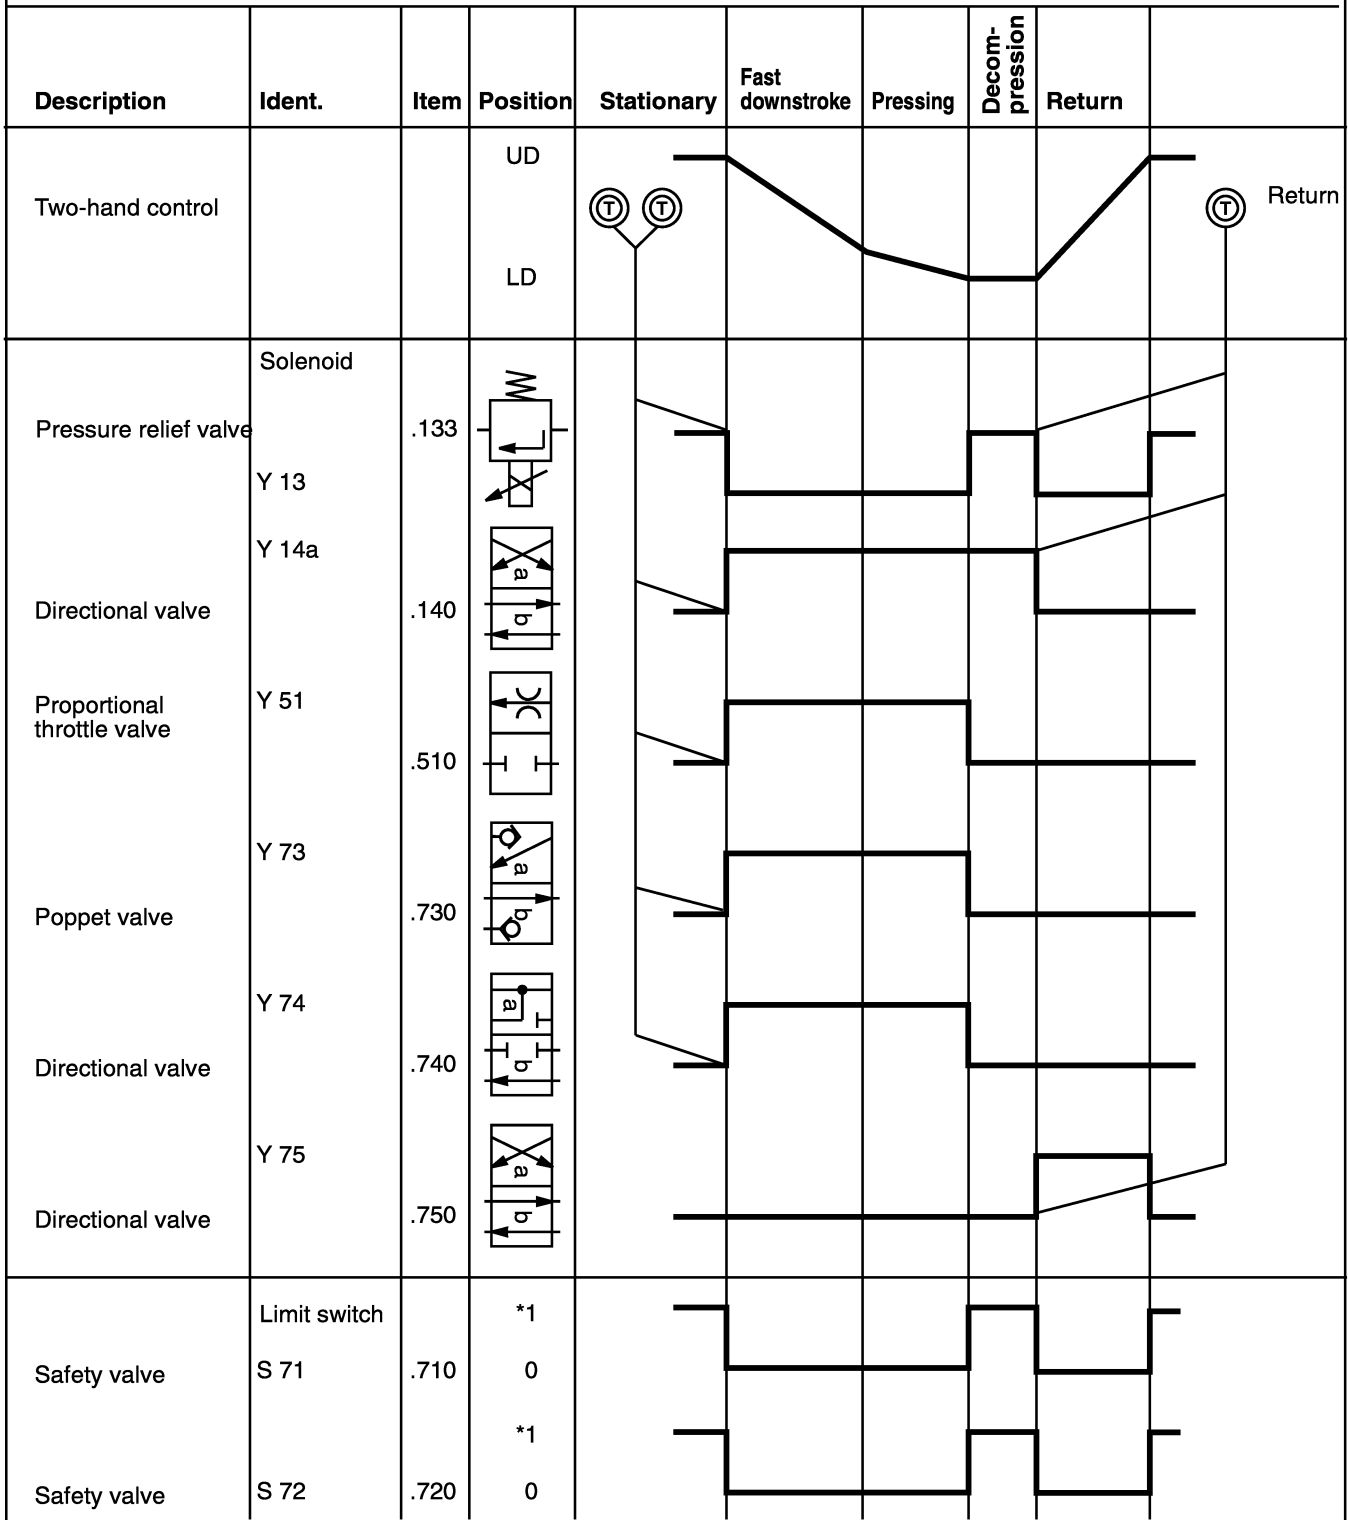 Description Ident. Item Position Stationary Fast downstroke Pressing Decom-pression Return
UD
Two-hand control T T T Return
LD
Solenoid
Pressure relief valve .133
Y 13
Y 14a
a
Directional valve .140
b
Y 51
Proportional
throttle valve
.510
Y 73
a
Poppet valve .730
b
Y 74
a
Directional valve .740
b
Y 75
a
Directional valve .750
b
Limit switch *1
Safety valve S 71 .710 0
*1
Safety valve S 72 .720 0